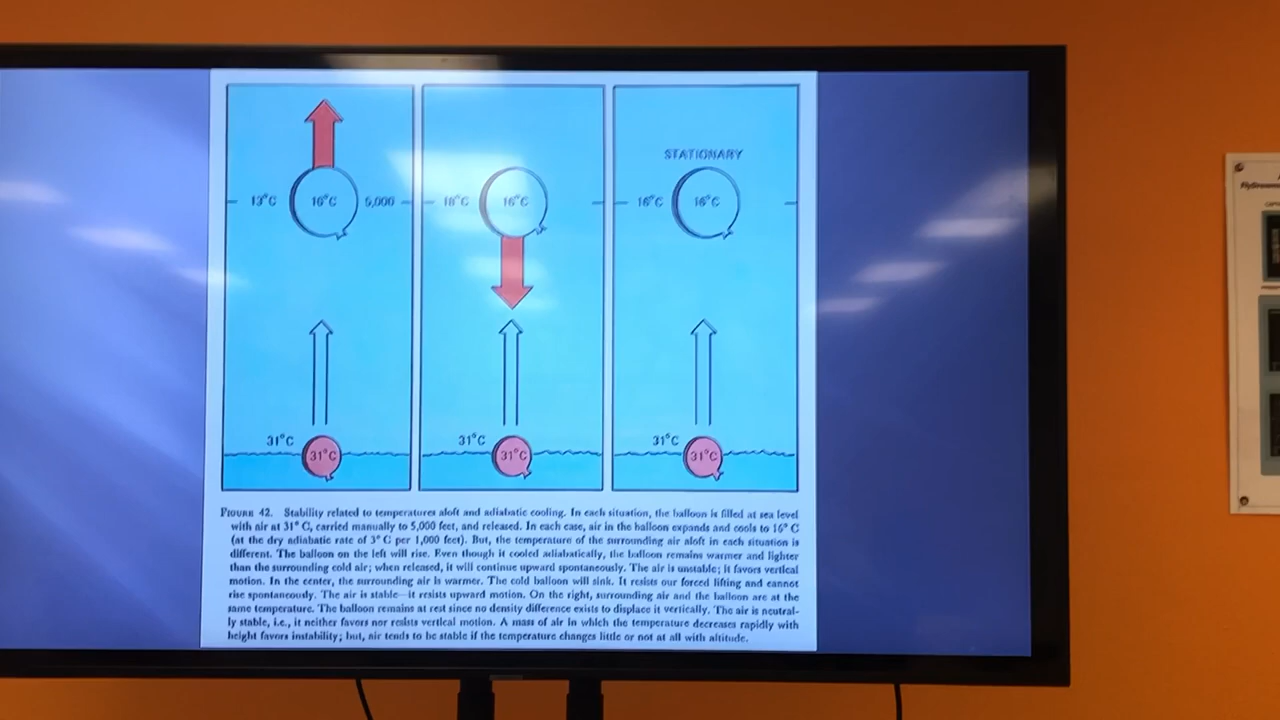 STATIONARY
13°C 16°C 5,000 18°C 16°C 16°C 16°C
31°C 31°C 31°C
31°C 31°C 31°C
FIGURE 42. Stability related to temperatures aloft and adiabatic cooling. In each situation, the balloon is filled at sea level
with air at 31° C, carried manually to 5,000 feet, and released. In each case, air in the balloon expands and cools to 16° C
(at the dry adiabatic rate of 3° C per 1,000 feet). But, the temperature of the surrounding air aloft in each situation is
different. The balloon on the left will rise. Even though it cooled adiabatically, the balloon remains warmer and lighter
than the surrounding cold air; when released, it will continue upward spontaneously. The air is unstable; it favors vertical
motion. In the center, the surrounding air is warmer. The cold balloon will sink. It resists our forced lifting and cannot
rise spontaneously. The air is stable—it resists upward motion. On the right, surrounding air and the balloon are at the
same temperature. The balloon remains at rest since no density difference exists to displace it vertically. The air is neutral-
ly stable, i.e., it neither favors nor resists vertical motion. A mass of air in which the temperature decreases rapidly with
height favors instability; but, air tends to be stable if the temperature changes little or not at all with altitude.